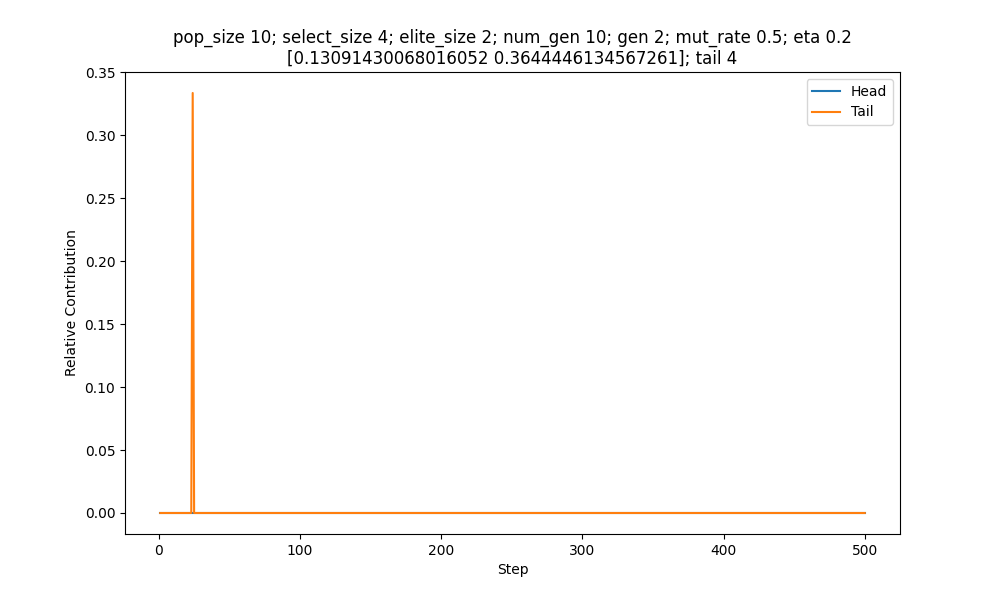 pop_size 10; select_size 4; elite_size 2; num_gen 10; gen 2; mut_rate 0.5; eta 0.2
[0.13091430068016052 0.3644446134567261]; tail 4
Head
Tail
0.35
0.30
0.25
0.20
0.15
0.10
0.05
0.00
Relative Contribution
0 100 200 300 400 500
Step